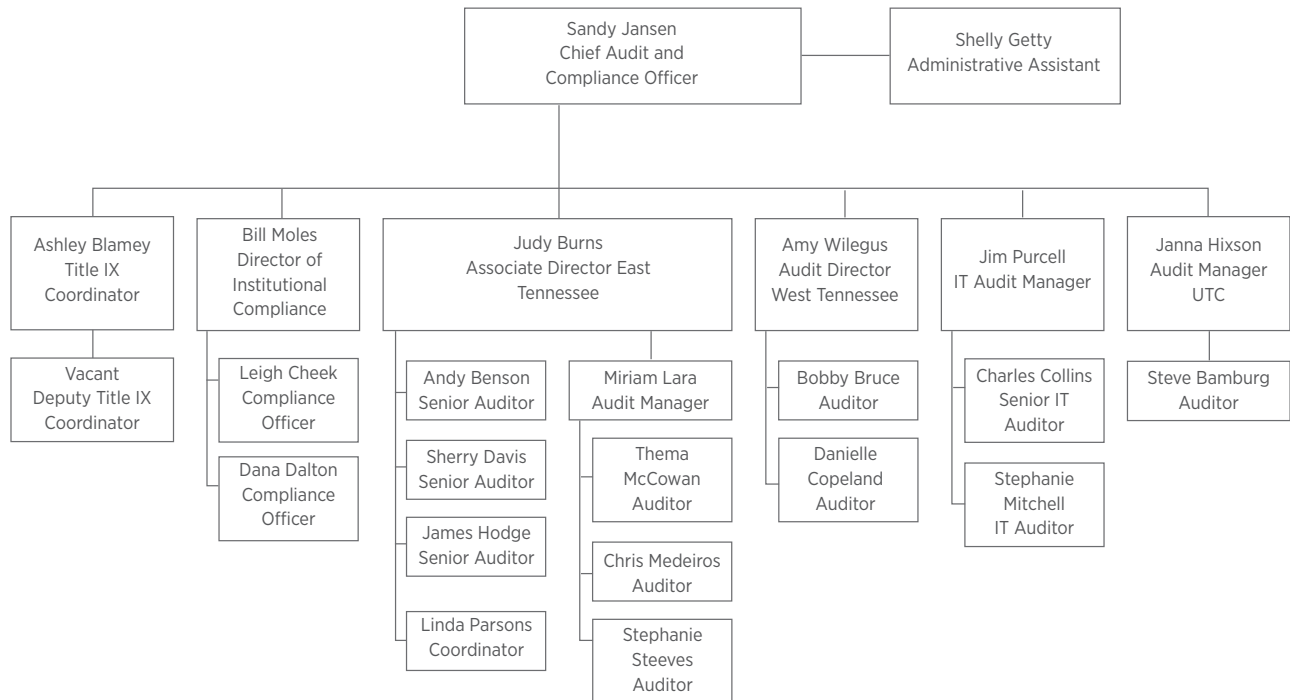 Sandy Jansen
Chief Audit and
Compliance Officer
Shelly Getty
Administrative Assistant
Ashley Blamey
Title IX
Coordinator
Bill Moles
Director of
Institutional
Compliance
Judy Burns
Associate Director East
Tennessee
Amy Wilegus
Audit Director
West Tennessee
Jim Purcell
IT Audit Manager
Janna Hixson
Audit Manager
UTC
Vacant
Deputy Title IX
Coordinator
Leigh Cheek
Compliance
Officer
Dana Dalton
Compliance
Officer
Andy Benson
Senior Auditor
Sherry Davis
Senior Auditor
James Hodge
Senior Auditor
Linda Parsons
Coordinator
Miriam Lara
Audit Manager
Thema
McCowan
Auditor
Chris Medeiros
Auditor
Stephanie
Steeves
Auditor
Bobby Bruce
Auditor
Danielle
Copeland
Auditor
Charles Collins
Senior IT
Auditor
Stephanie
Mitchell
IT Auditor
Steve Bamburg
Auditor